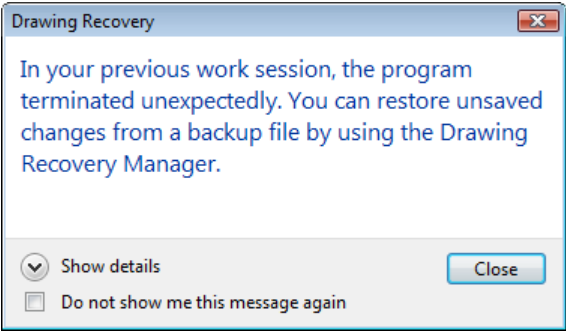 Drawing Recovery
In your previous work session, the program
terminated unexpectedly. You can restore unsaved
changes from a backup file by using the Drawing
Recovery Manager.
Show details
Close
Do not show me this message again